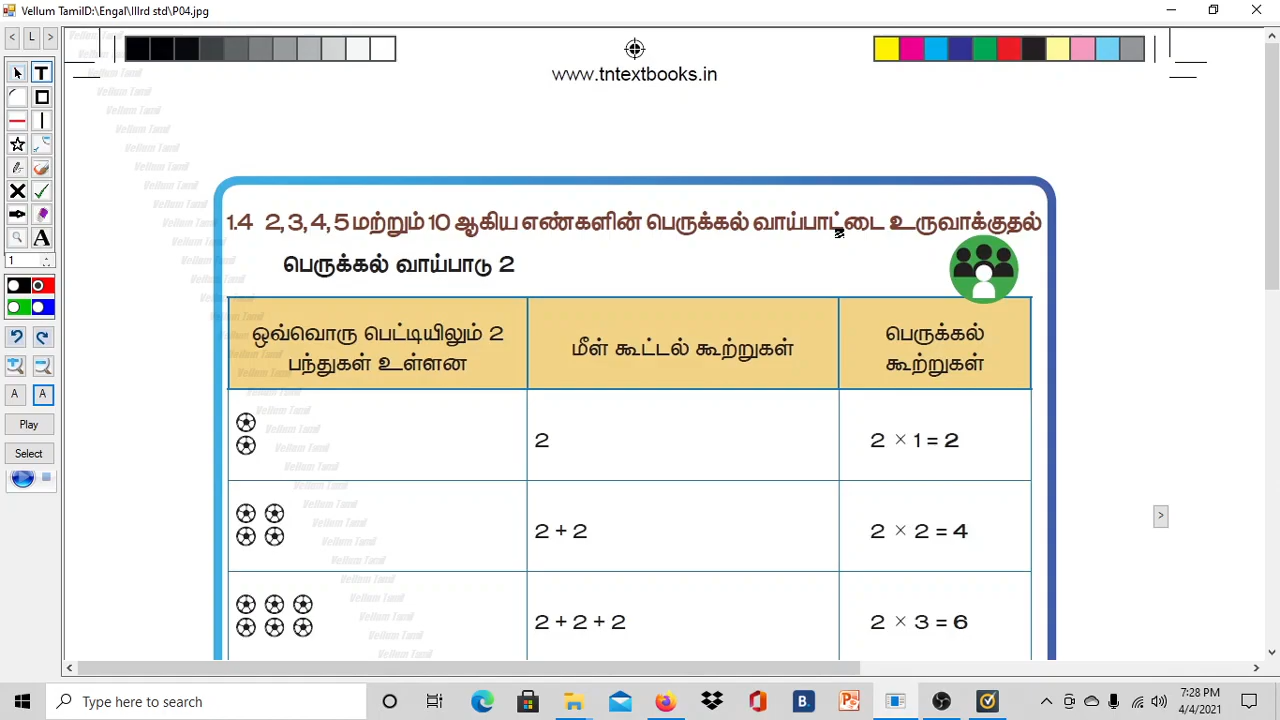 Vellum TamilD:\Engal\IIIrd std\P04.jpg
< L >
www.tntextbooks.in
Vellum Tamil
1.4 2, 3, 4, 5 மற்றும் 10 ஆகிய எண்களின் பெருக்கல் வாய்பாட்டை உருவாக்குதல்
பெருக்கல் வாய்பாடு 2
ஒவ்வொரு பெட்டியிலும் 2
பந்துகள் உள்ளன
மீள் கூட்டல் கூற்றுகள்
பெருக்கல்
கூற்றுகள்
2
2 × 1 = 2
2 + 2
2 × 2 = 4
2 + 2 + 2
2 × 3 = 6
T
A
1
A A
Play
Select
Type here to search
7:28 PM
4/4/2021